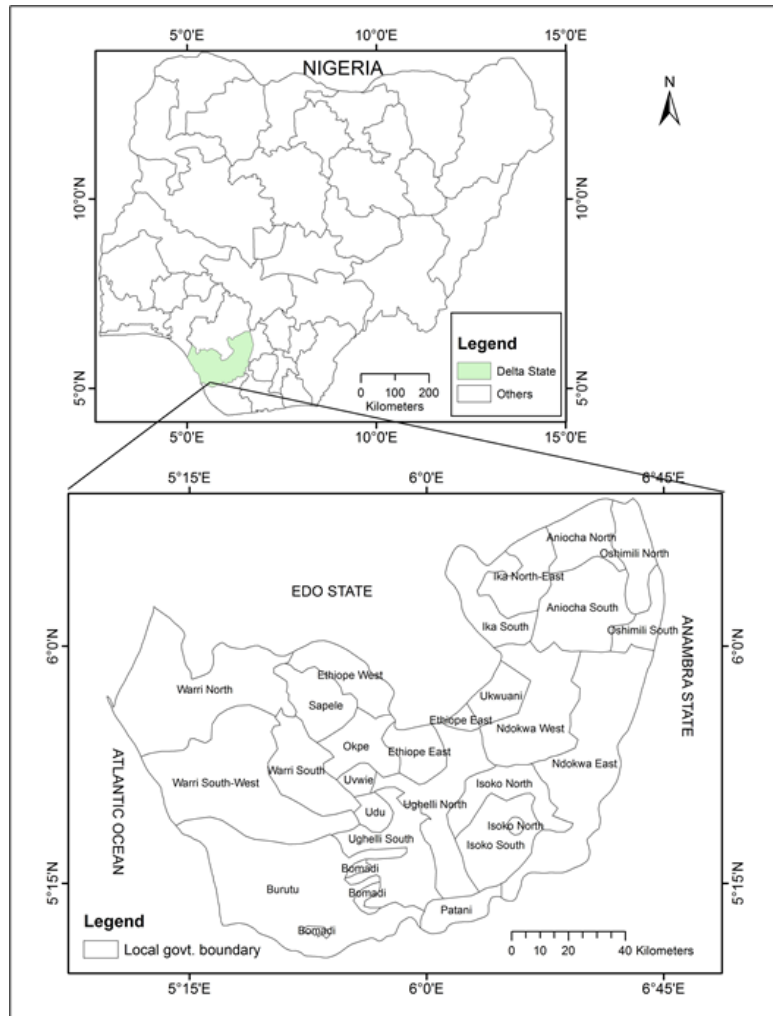 5°0'E 10°0'E 15°0'E
NIGERIA
N
10°0'N 10°0'N
Legend
Delta State
Others
0 100 200
Kilometers
5°0'N 5°0'N
5°0'E 10°0'E 15°0'E
5°15'E 6°0'E 6°45'E
Aniocha North
Oshimili North
Ika North-East
EDO STATE
Aniocha South
Ika South
Oshimili South
ANAMBRA STATE
6°0'N 6°0'N
Ethiope West
Warri North
Ukwuani
Sapele
Ethiope East
Ndokwa West
Okpe
Ethiope East
Ndokwa East
ATLANTIC OCEAN
Warri South
Warri South-West
Uvwie
Isoko North
Ughelli North
Udu
Isoko North
Ughelli South
Isoko South
Bomadi
5°15'N 5°15'N
Burutu
Bomadi
Patani
Legend
Bomadi
0 10 20 40 Kilometers
Local govt. boundary
5°15'E 6°0'E 6°45'E